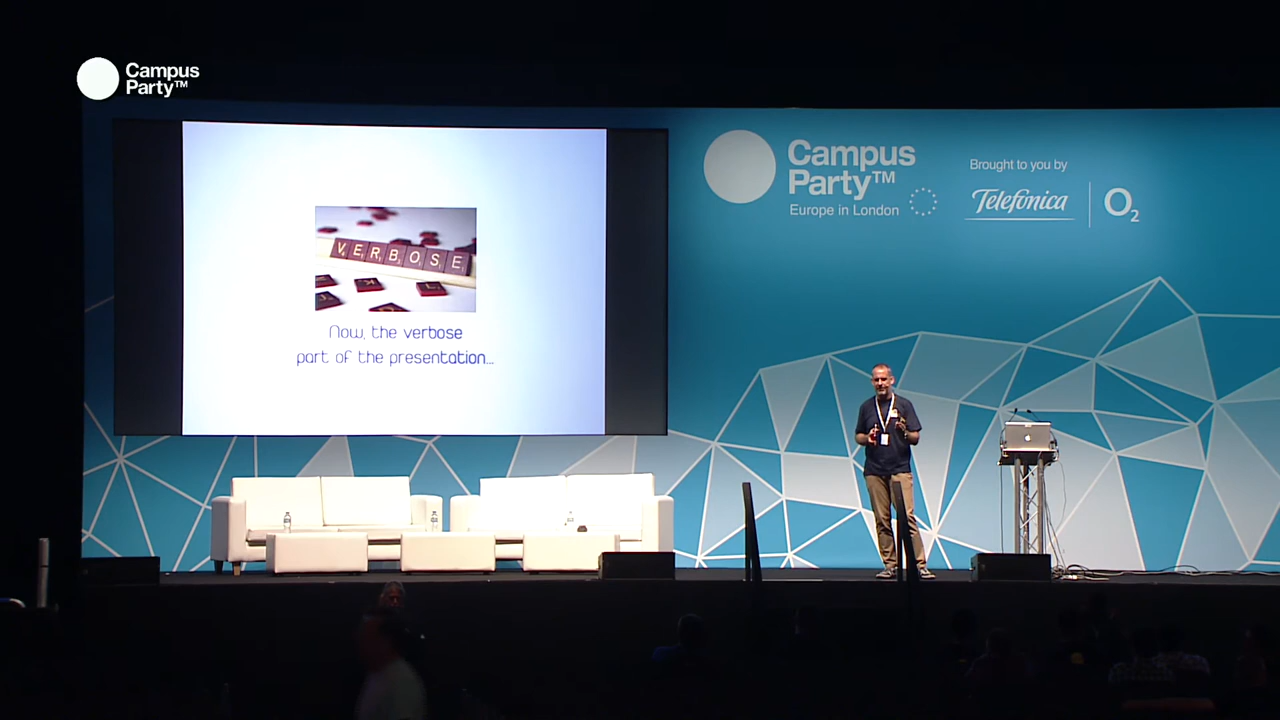 Campus
Party™
VERBOSE
Now, the verbose
part of the presentation...
Campus
Party™
Europe in London
Brought to you by
Telefónica
O2